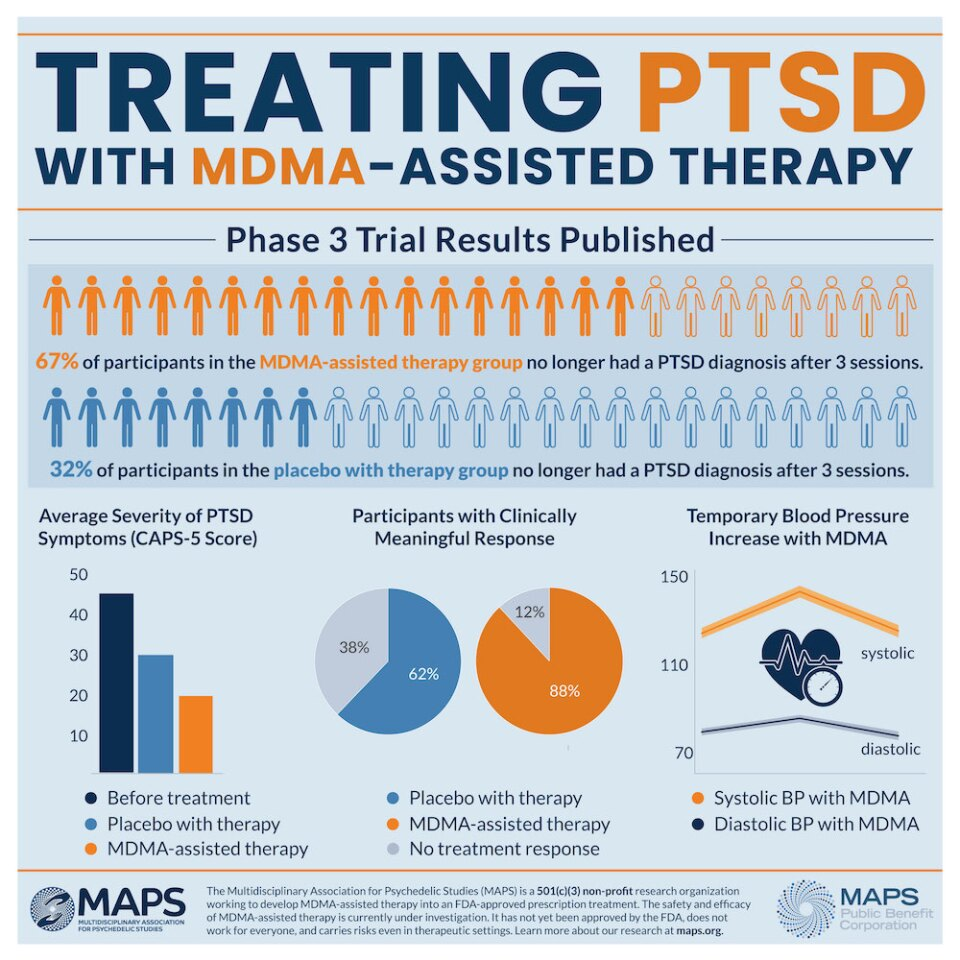 TREATING PTSD
WITH MDMA-ASSISTED THERAPY
Phase 3 Trial Results Published
67% of participants in the MDMA-assisted therapy group no longer had a PTSD diagnosis after 3 sessions.
32% of participants in the placebo with therapy group no longer had a PTSD diagnosis after 3 sessions.
Average Severity of PTSD
Symptoms (CAPS-5 Score)
50
40
30
20
10
Before treatment
Placebo with therapy
MDMA-assisted therapy
Participants with Clinically
Meaningful Response
38%
62%
12%
88%
Placebo with therapy
MDMA-assisted therapy
No treatment response
Temporary Blood Pressure
Increase with MDMA
150
110
70
systolic
diastolic
Systolic BP with MDMA
Diastolic BP with MDMA
MAPS
MULTIDISCIPLINARY ASSOCIATION
FOR PSYCHEDELIC STUDIES
The Multidisciplinary Association for Psychedelic Studies (MAPS) is a 501(c)(3) non-profit research organization
working to develop MDMA-assisted therapy into an FDA-approved prescription treatment. The safety and efficacy
of MDMA-assisted therapy is currently under investigation. It has not yet been approved by the FDA, does not
work for everyone, and carries risks even in therapeutic settings. Learn more about our research at maps.org.
MAPS
Public Benefit
Corporation